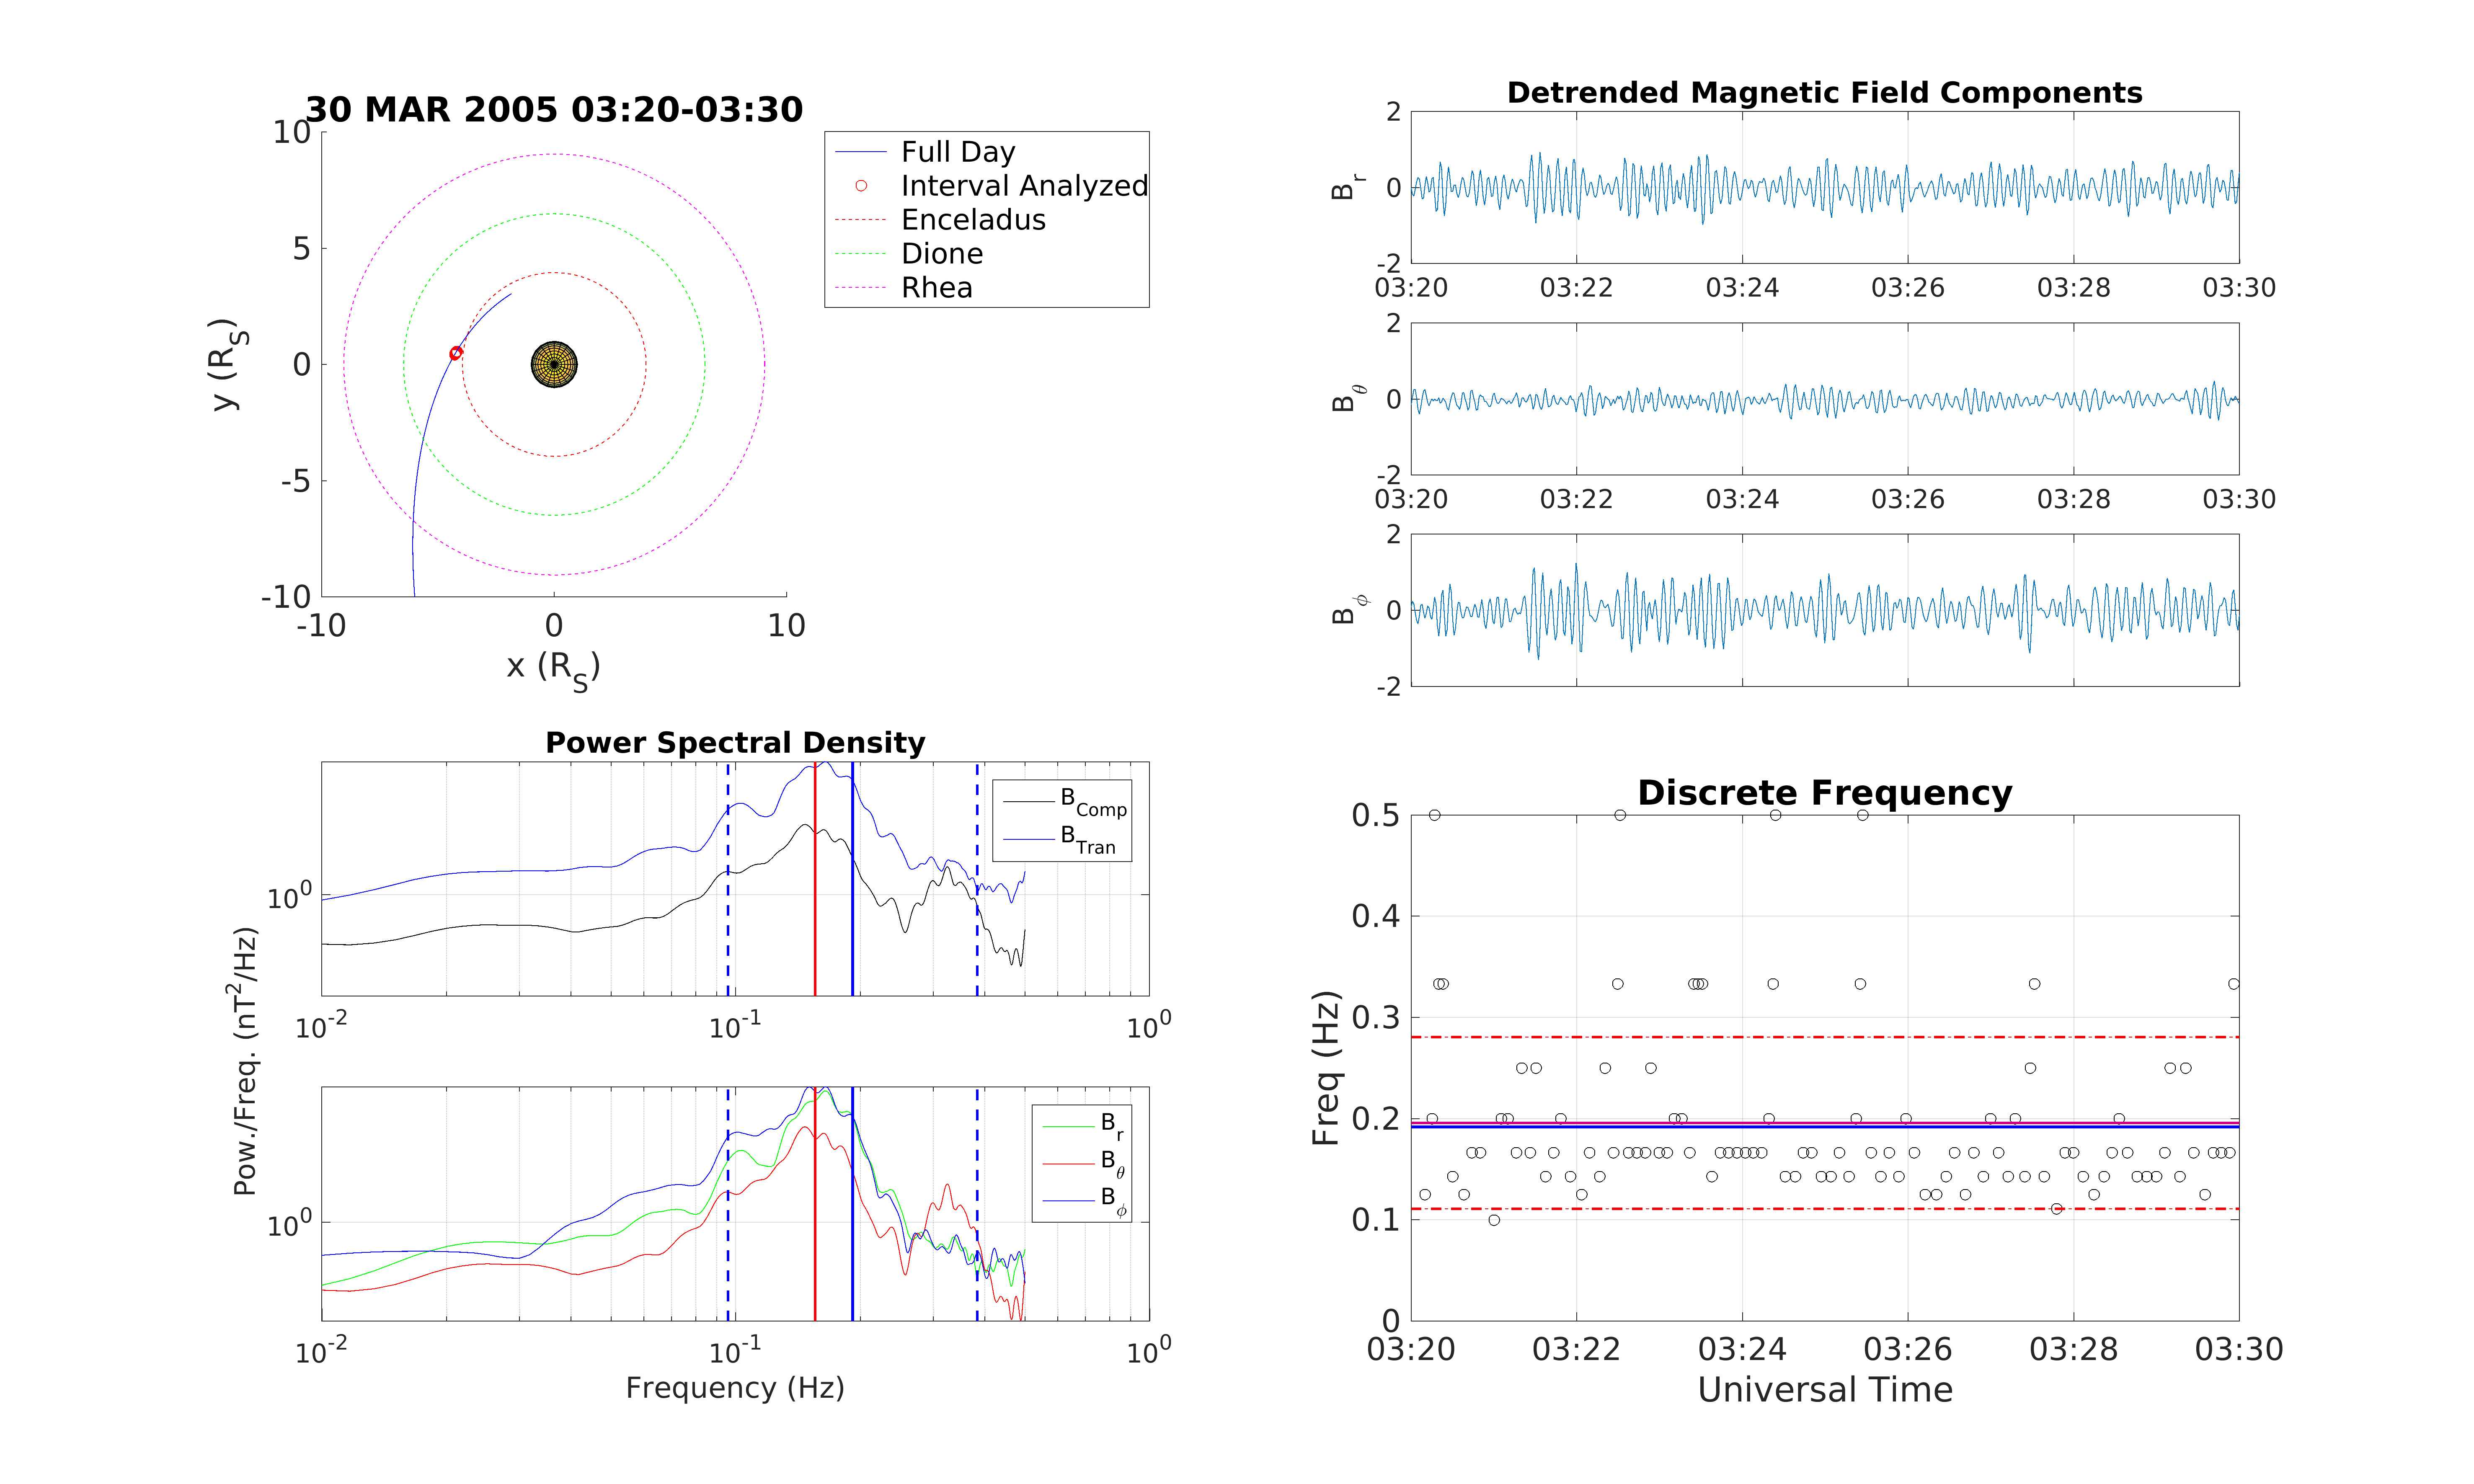 30 MAR 2005 03:20-03:30
10
5
0
-5
-10
-10 0 10
y (R_S)
x (R_S)
Full Day
Interval Analyzed
Enceladus
Dione
Rhea
Detrended Magnetic Field Components
2
0
-2
B_r
03:20 03:22 03:24 03:26 03:28 03:30
2
0
-2
B_θ
03:20 03:22 03:24 03:26 03:28 03:30
2
0
-2
B_ϕ
Power Spectral Density
10^0
10^-2 10^-1 10^0
B_Comp
B_Tran
Pow./Freq. (nT^2/Hz)
10^0
10^-2 10^-1 10^0
B_r
B_θ
B_ϕ
Frequency (Hz)
Discrete Frequency
0.5
0.4
0.3
0.2
0.1
0
Freq (Hz)
03:20 03:22 03:24 03:26 03:28 03:30
Universal Time